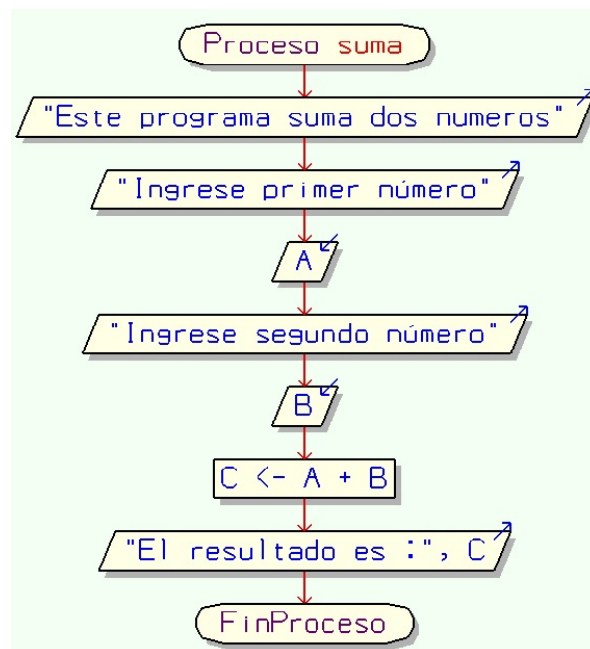 Proceso suma
"Este programa suma dos numeros"
"Ingrese primer número"
A
"Ingrese segundo número"
B
C <- A + B
"El resultado es :", C
FinProceso